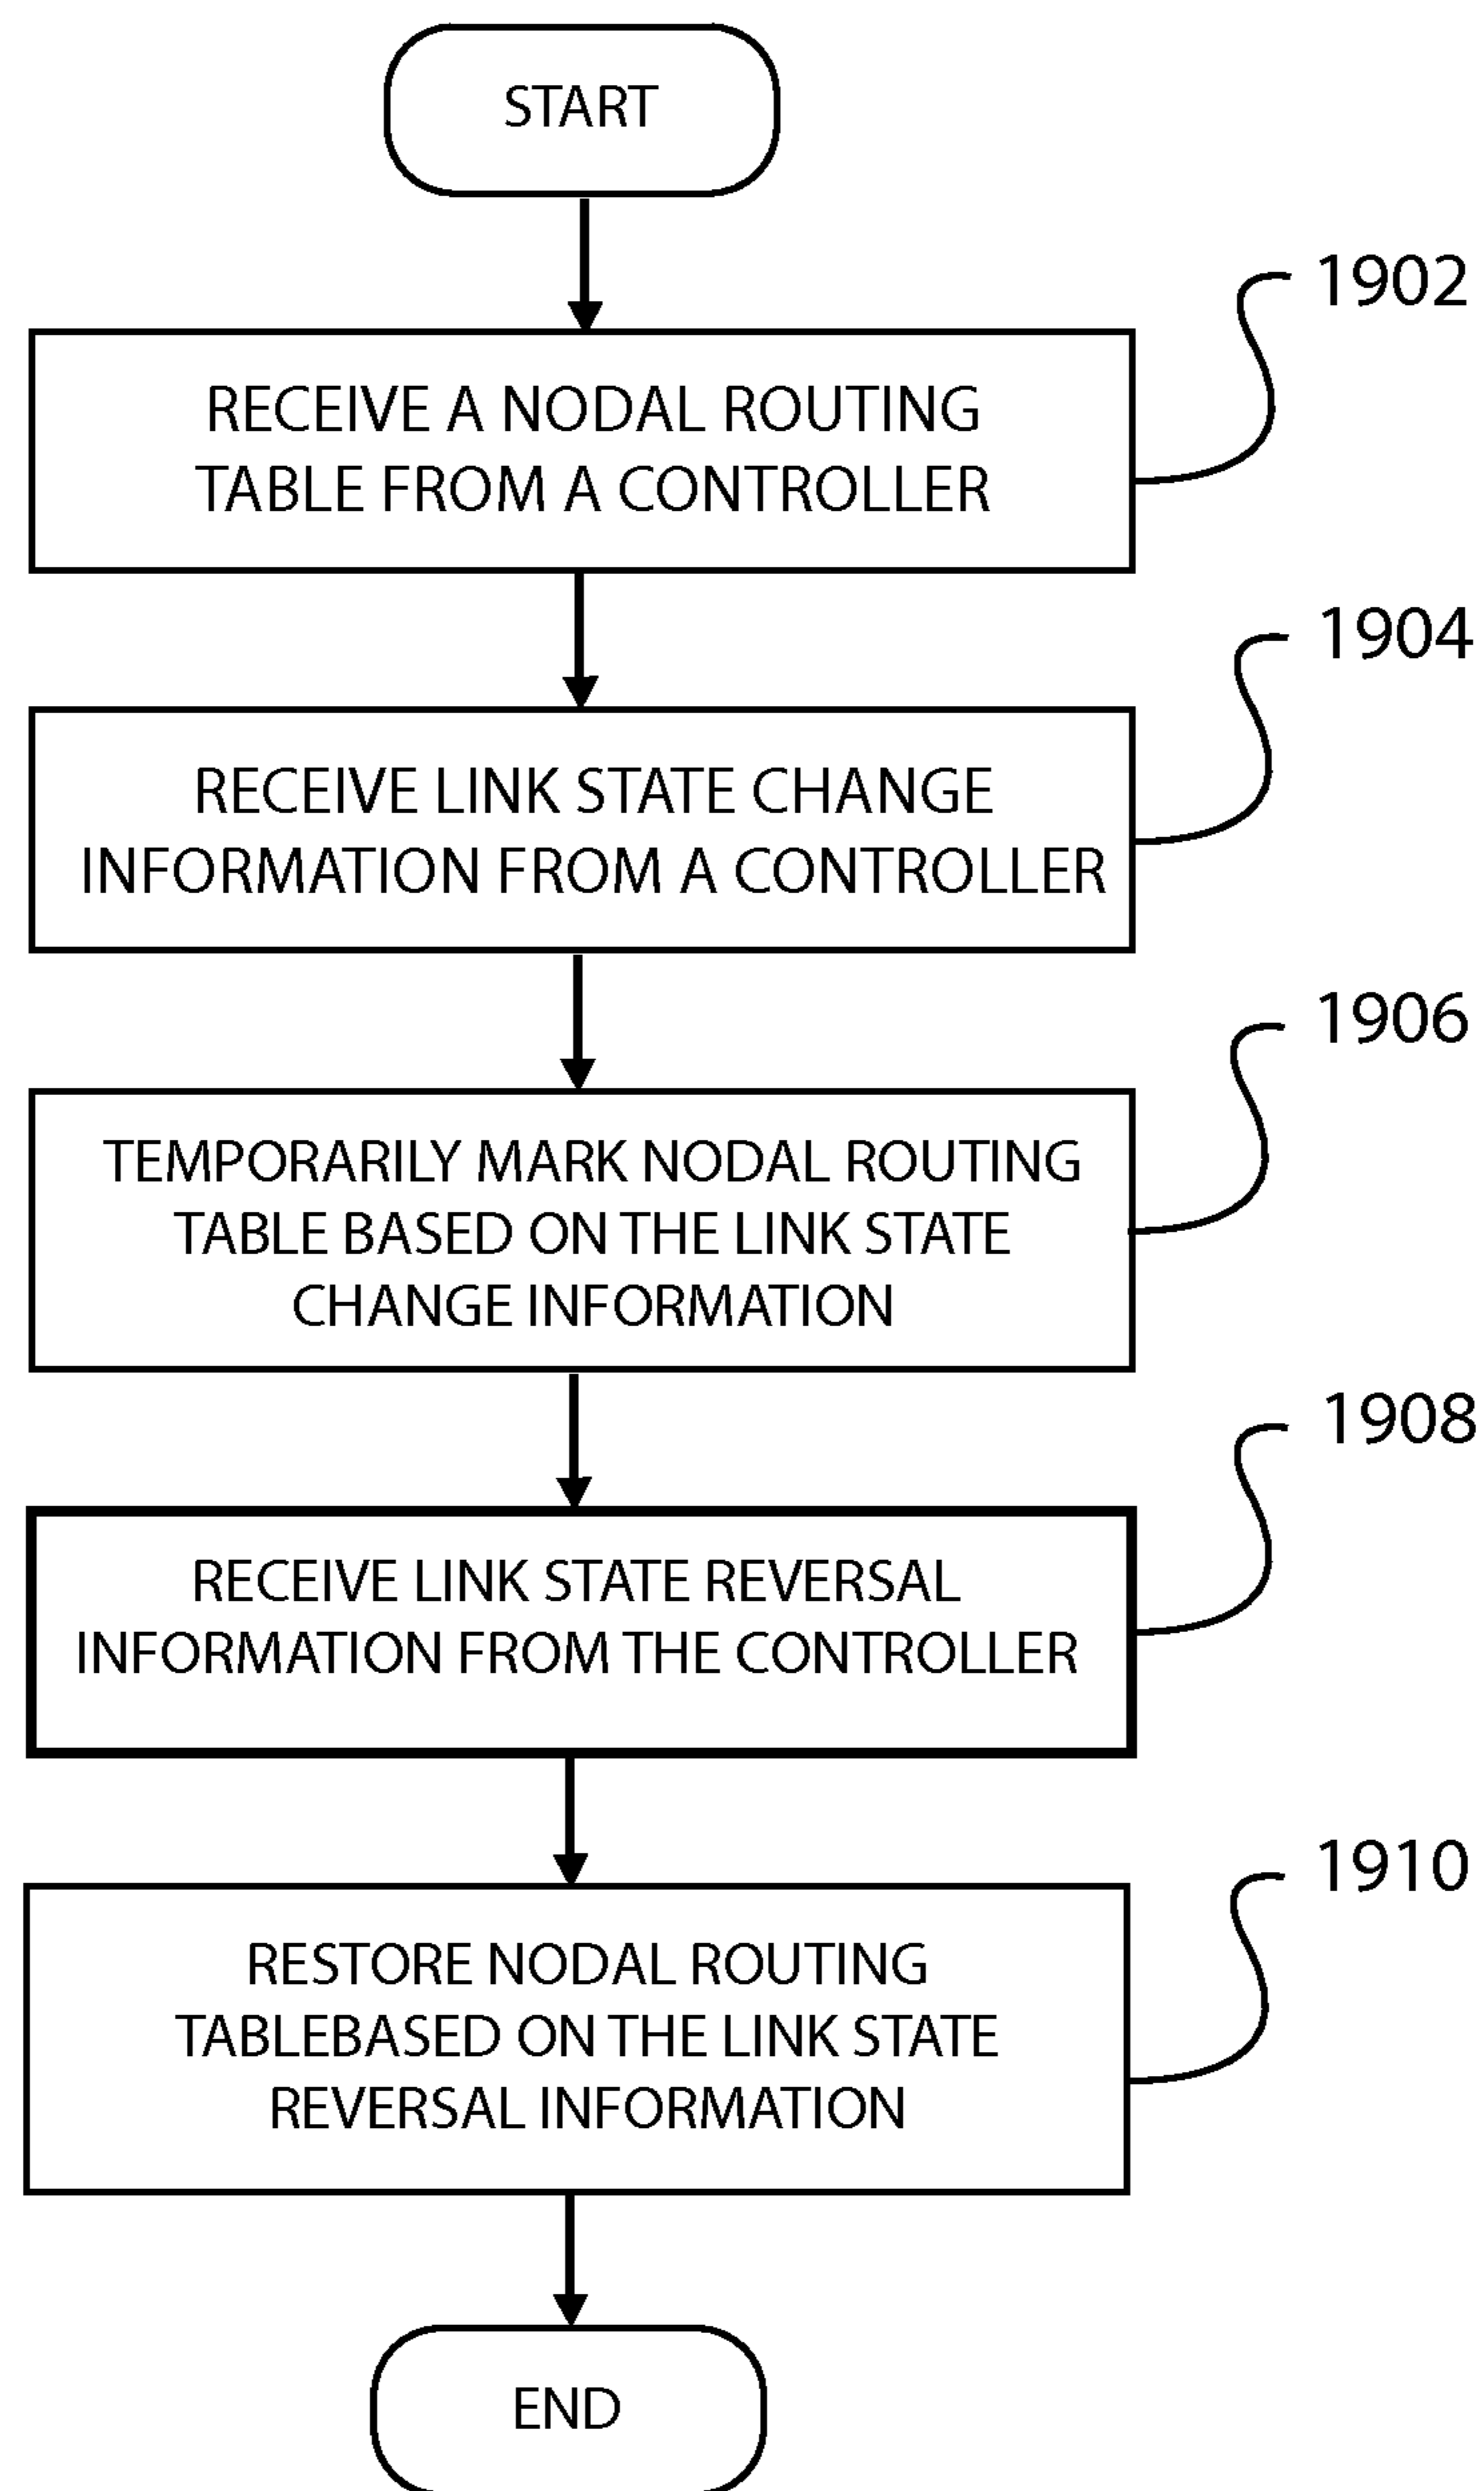 START
1902
RECEIVE A NODAL ROUTING
TABLE FROM A CONTROLLER
1904
RECEIVE LINK STATE CHANGE
INFORMATION FROM A CONTROLLER
1906
TEMPORARILY MARK NODAL ROUTING
TABLE BASED ON THE LINK STATE
CHANGE INFORMATION
1908
RECEIVE LINK STATE REVERSAL
INFORMATION FROM THE CONTROLLER
1910
RESTORE NODAL ROUTING
TABLEBASED ON THE LINK STATE
REVERSAL INFORMATION
END